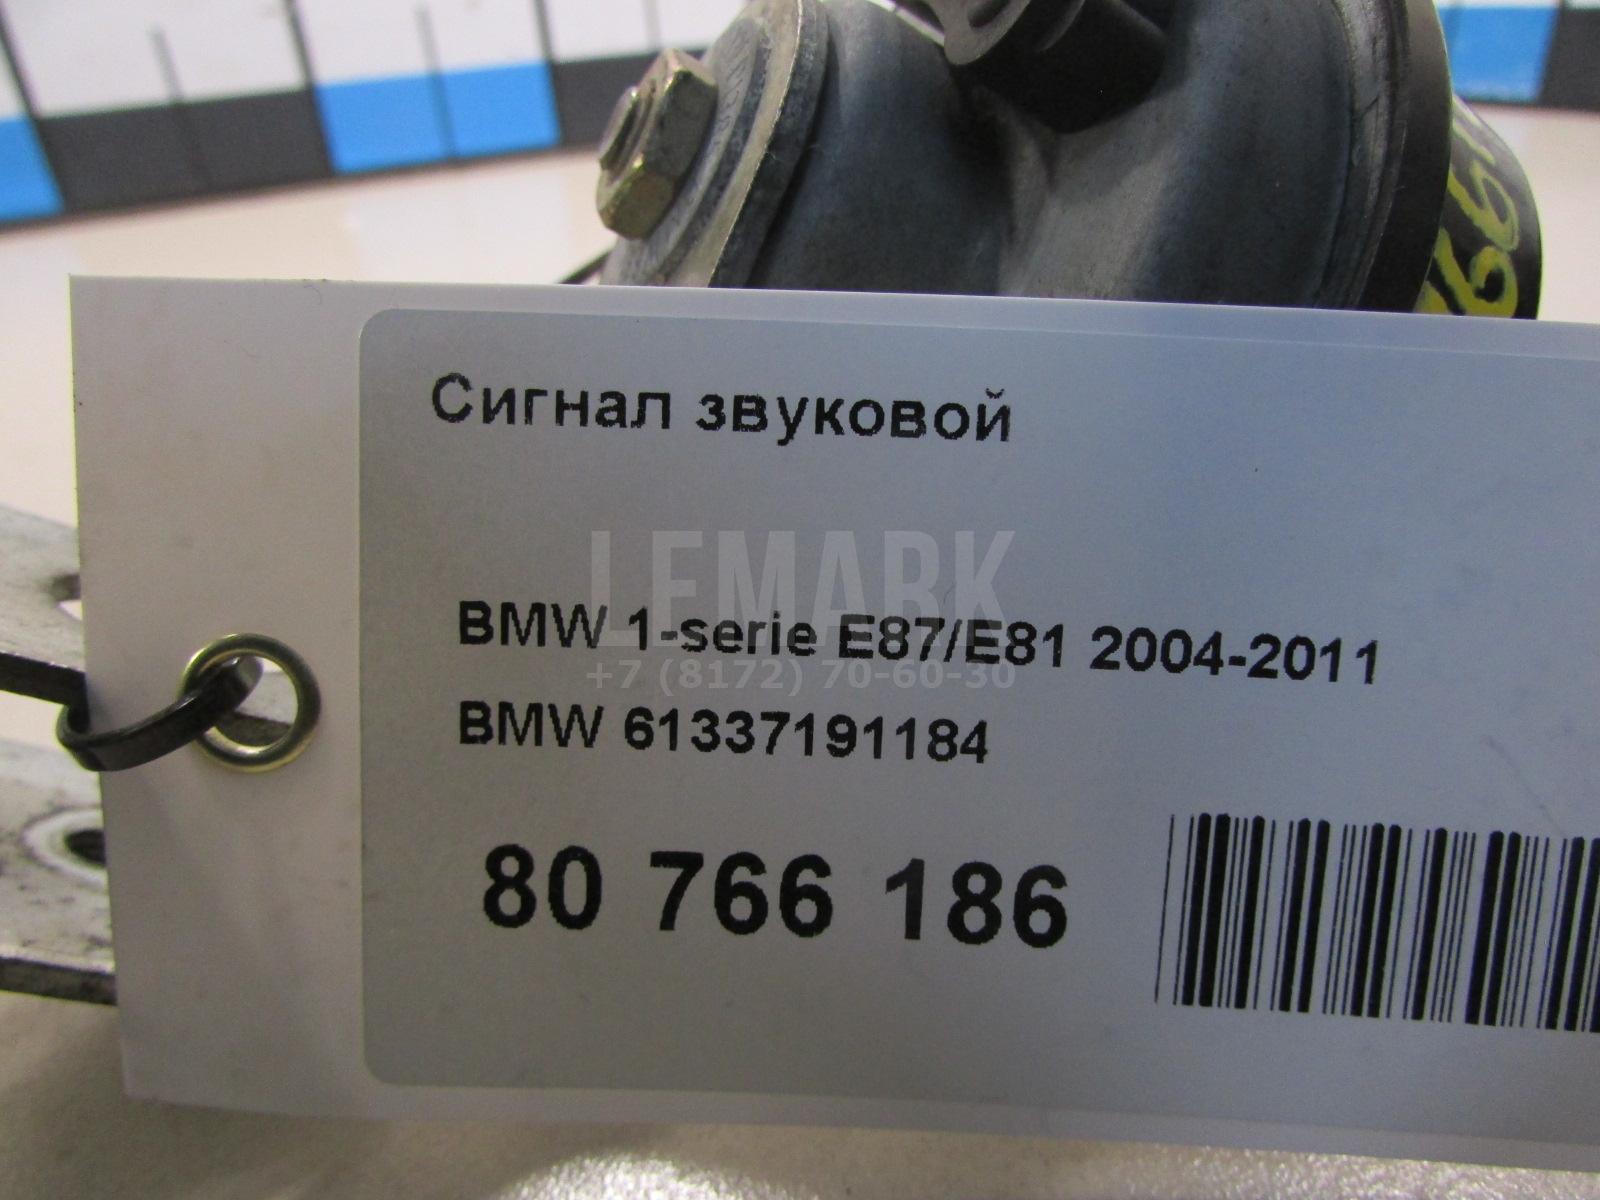 Сигнал звуковой
LEMARK
BMW 1-serie E87/E81 2004-2011
+7 (8172) 70-60-30
BMW 61337191184
80 766 186